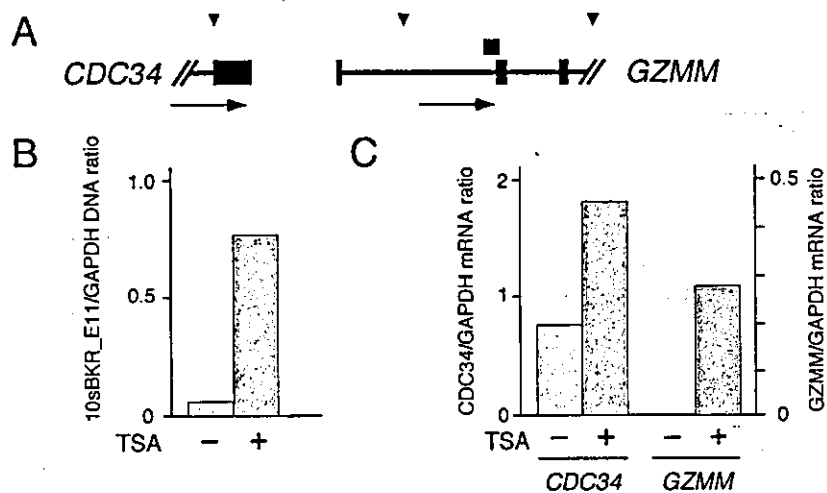 A
CDC34
GZMM
B
10sBKR_E11/GAPDH DNA ratio
1.0
0.5
0
TSA
− +
C
CDC34/GAPDH mRNA ratio
2
1
0
TSA
− + − +
CDC34 GZMM
0.5
0
GZMM/GAPDH mRNA ratio